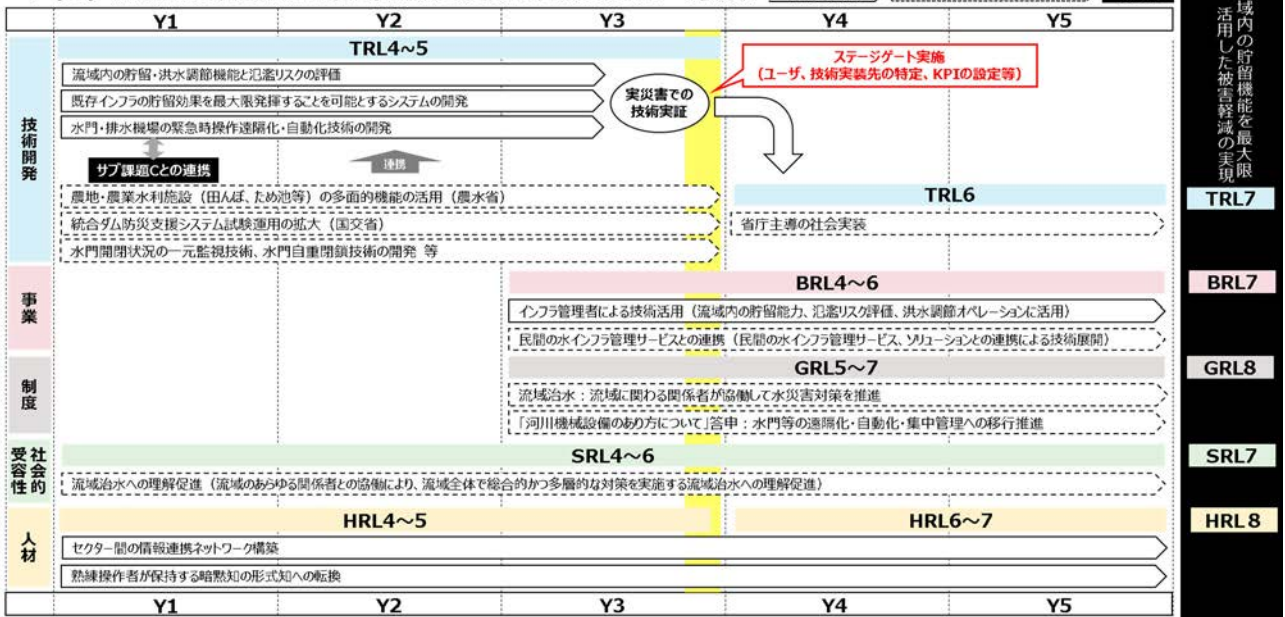 Y1 Y2 Y3 Y4 Y5
技術開発
TRL4~5
流域内の貯留・洪水調節機能と氾濫リスクの評価
既存インフラの貯留効果を最大限発揮することを可能とするシステムの開発
水門・排水機場の緊急時操作遠隔化・自動化技術の開発
実災害での
技術実証
ステージゲート実施
(ユーザ、技術実装先の特定、KPIの設定等)
サブ課題Cとの連携
連携
農地・農業水利施設(田んぼ、ため池等)の多面的機能の活用(農水省)
統合ダム防災支援システム試験運用の拡大(国交省)
水門開閉状況の一元監視技術、水門自重閉鎖技術の開発 等
TRL6
省庁主導の社会実装
事業
BRL4~6
インフラ管理者による技術活用(流域内の貯留能力、氾濫リスク評価、洪水調節オペレーションに活用)
民間の水インフラ管理サービスとの連携(民間の水インフラ管理サービス、ソリューションとの連携による技術展開)
制度
GRL5~7
流域治水:流域に関わる関係者が協働して水災害対策を推進
「河川機械設備のあり方について」答申:水門等の遠隔化・自動化・集中管理への移行推進
社会的
受容性
SRL4~6
流域治水への理解促進(流域のあらゆる関係者との協働により、流域全体で総合的かつ多層的な対策を実施する流域治水への理解促進)
人材
HRL4~5
HRL6~7
セクター間の情報連携ネットワーク構築
熟練操作者が保持する暗黙知の形式知への転換
Y1 Y2 Y3 Y4 Y5
域内の貯留機能を最大限
活用した被害軽減の実現
TRL7
BRL7
GRL8
SRL7
HRL8